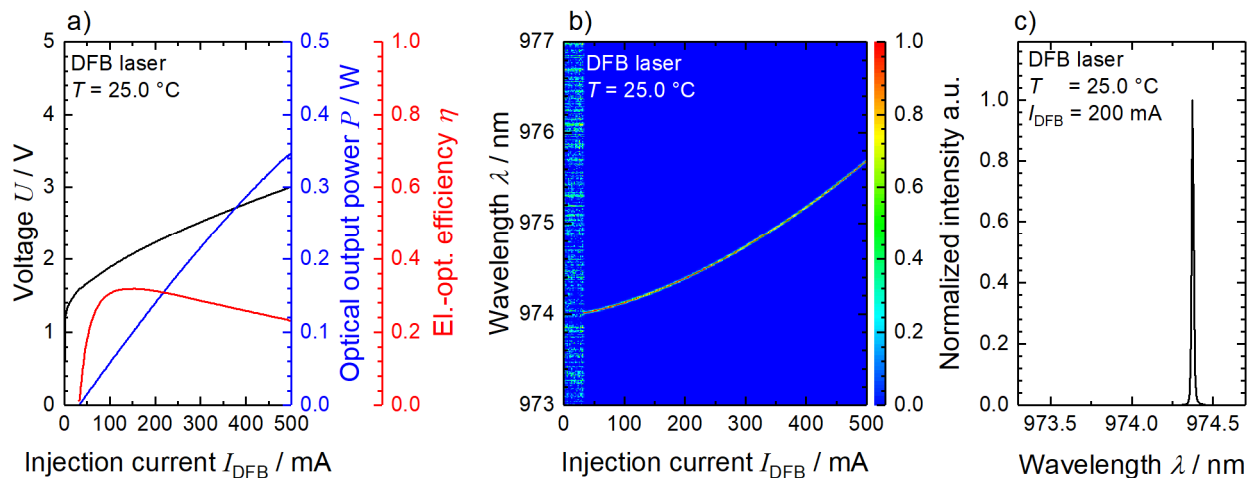 a)
DFB laser
T = 25.0 °C
5
4
3
2
1
0
Voltage U / V
0.5
0.4
0.3
0.2
0.1
0.0
Optical output power P / W
1.0
0.8
0.6
0.4
0.2
0.0
El.-opt. efficiency η
0 100 200 300 400 500
Injection current I_DFB / mA
b)
DFB laser
T = 25.0 °C
977
976
975
974
973
Wavelength λ / nm
1.0
0.8
0.6
0.4
0.2
0.0
0 100 200 300 400 500
Injection current I_DFB / mA
c)
DFB laser
T = 25.0 °C
I_DFB = 200 mA
1.0
0.8
0.6
0.4
0.2
0.0
Normalized intensity a.u.
973.5 974.0 974.5
Wavelength λ / nm